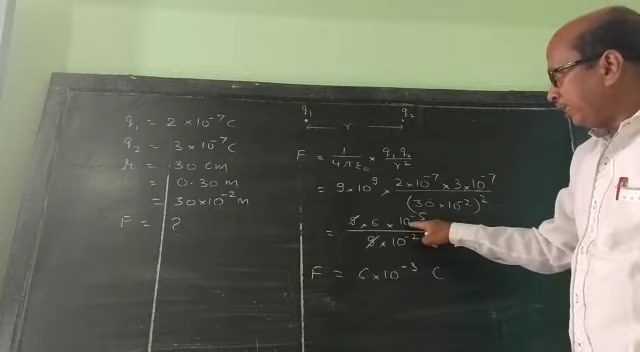 q₁ = 2 × 10⁻⁷ C
q₂ = 3 × 10⁻⁷ C
r = 30 cm
= 0.30 m
= 30 × 10⁻² m
F = ?
q₁ q₂
r
F = 1/4πε₀ × q₁ q₂/r²
= 9 × 10⁹ × 2 × 10⁻⁷ × 3 × 10⁻⁷/(30 × 10⁻²)²
= 9 × 6 × 10⁻⁵/9 × 10⁻²
F = 6 × 10⁻³ C